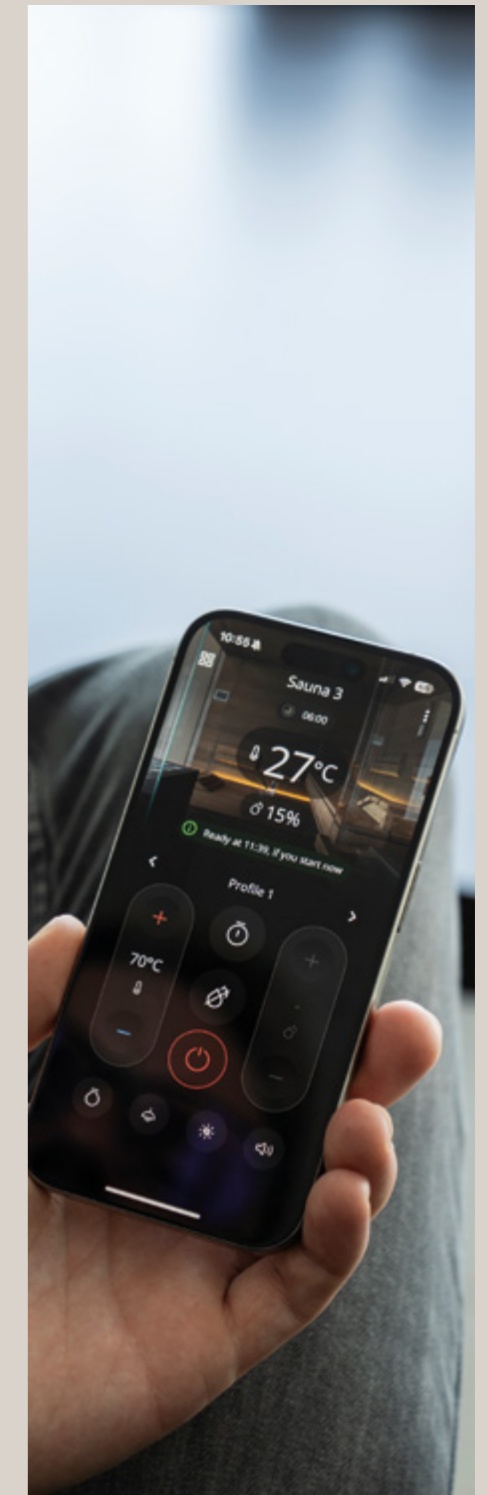 10:56
Sauna 3
06:00
27°C
15%
Ready at 11:39, if you start now
Profile 1
70°C